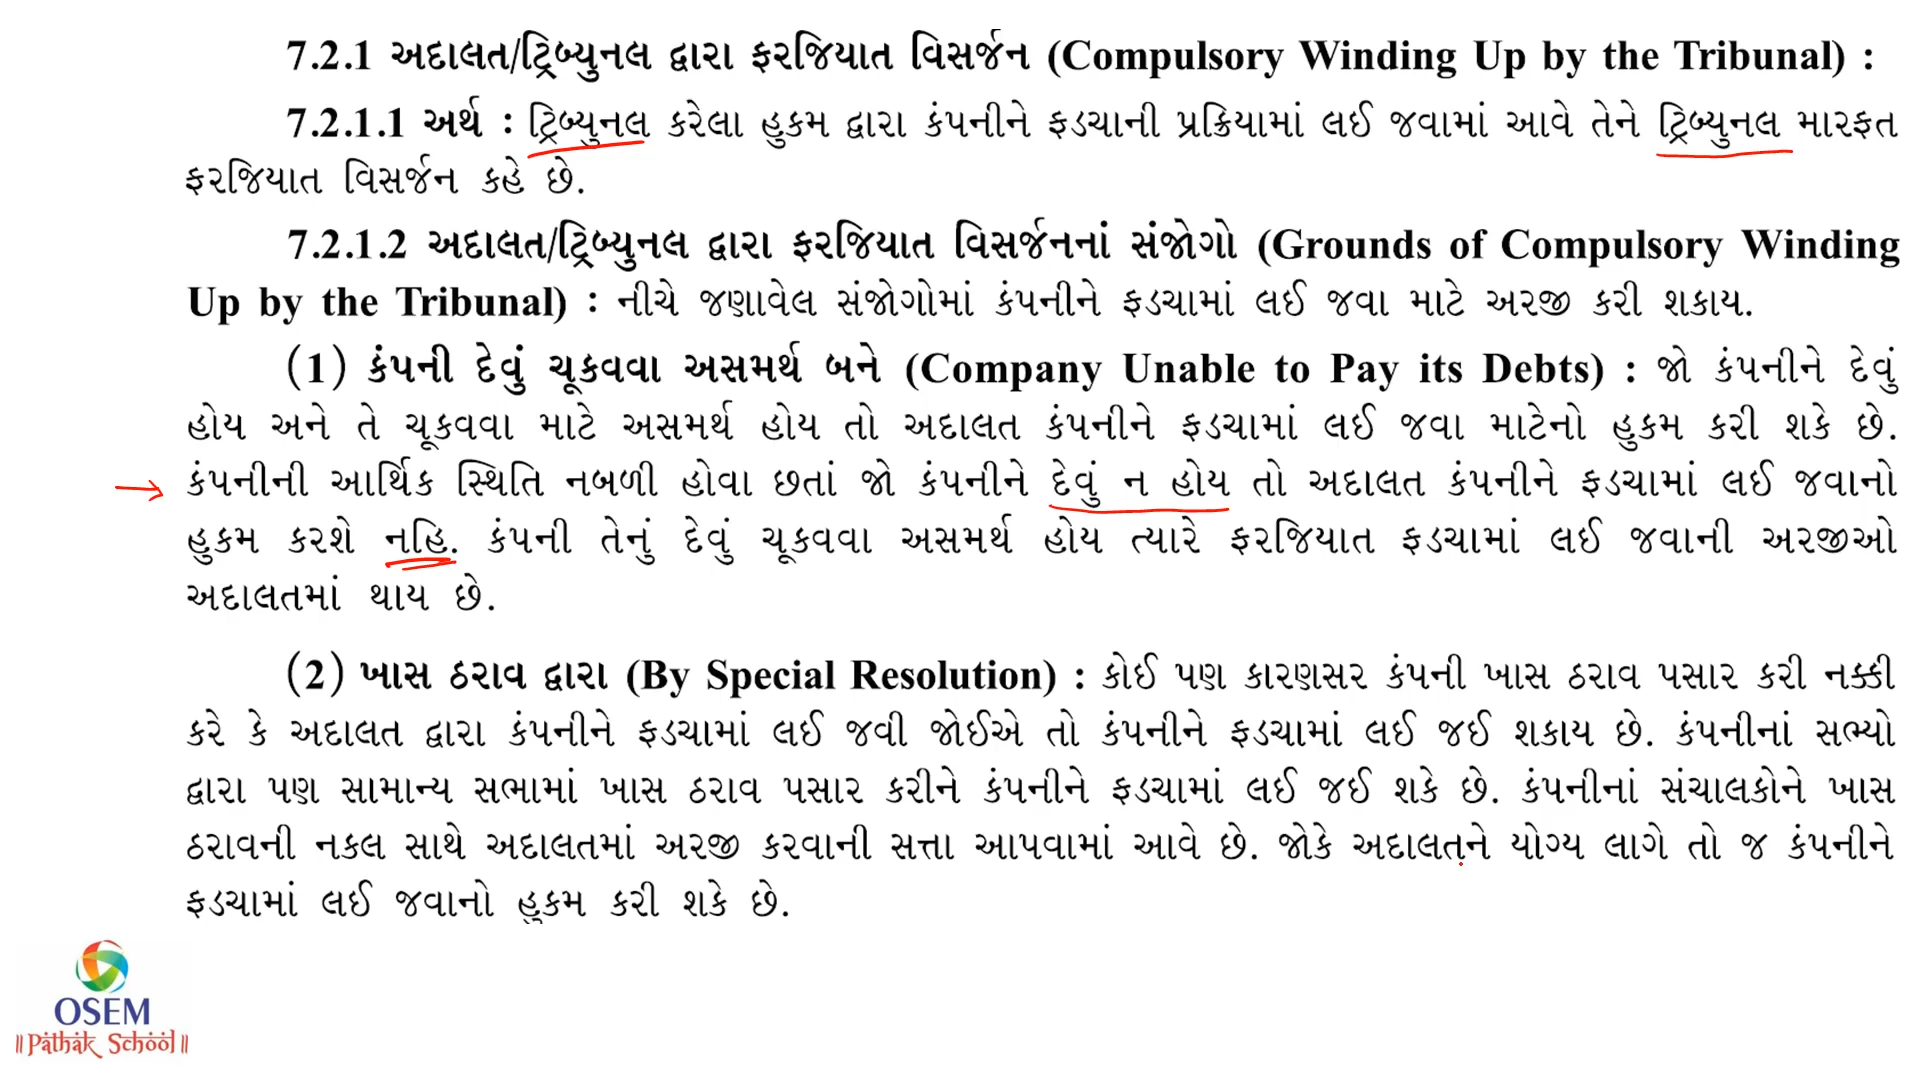 7.2.1 અદાલત/ટ્રિબ્યુનલ દ્વારા ફરજિયાત વિસર્જન (Compulsory Winding Up by the Tribunal) :
7.2.1.1 અર્થ : ટ્રિબ્યુનલ કરેલા હુકમ દ્વારા કંપનીને ફડચાની પ્રક્રિયામાં લઈ જવામાં આવે તેને ટ્રિબ્યુનલ મારફત
ફરજિયાત વિસર્જન કહે છે.
7.2.1.2 અદાલત/ટ્રિબ્યુનલ દ્વારા ફરજિયાત વિસર્જનનાં સંજોગો (Grounds of Compulsory Winding
Up by the Tribunal) : નીચે જણાવેલ સંજોગોમાં કંપનીને ફડચામાં લઈ જવા માટે અરજી કરી શકાય.
(1) કંપની દેવું ચૂકવવા અસમર્થ બને (Company Unable to Pay its Debts) : જો કંપનીને દેવું
હોય અને તે ચૂકવવા માટે અસમર્થ હોય તો અદાલત કંપનીને ફડચામાં લઈ જવા માટેનો હુકમ કરી શકે છે.
કંપનીની આર્થિક સ્થિતિ નબળી હોવા છતાં જો કંપનીને દેવું ન હોય તો અદાલત કંપનીને ફડચામાં લઈ જવાનો
હુકમ કરશે નહિ. કંપની તેનું દેવું ચૂકવવા અસમર્થ હોય ત્યારે ફરજિયાત ફડચામાં લઈ જવાની અરજીઓ
અદાલતમાં થાય છે.
(2) ખાસ ઠરાવ દ્વારા (By Special Resolution) : કોઈ પણ કારણસર કંપની ખાસ ઠરાવ પસાર કરી નક્કી
કરે કે અદાલત દ્વારા કંપનીને ફડચામાં લઈ જવી જોઈએ તો કંપનીને ફડચામાં લઈ જઈ શકાય છે. કંપનીનાં સભ્યો
દ્વારા પણ સામાન્ય સભામાં ખાસ ઠરાવ પસાર કરીને કંપનીને ફડચામાં લઈ જઈ શકે છે. કંપનીનાં સંચાલકોને ખાસ
ઠરાવની નકલ સાથે અદાલતમાં અરજી કરવાની સત્તા આપવામાં આવે છે. જોકે અદાલતને યોગ્ય લાગે તો જ કંપનીને
ફડચામાં લઈ જવાનો હુકમ કરી શકે છે.
OSEM
॥ Pathak School ॥